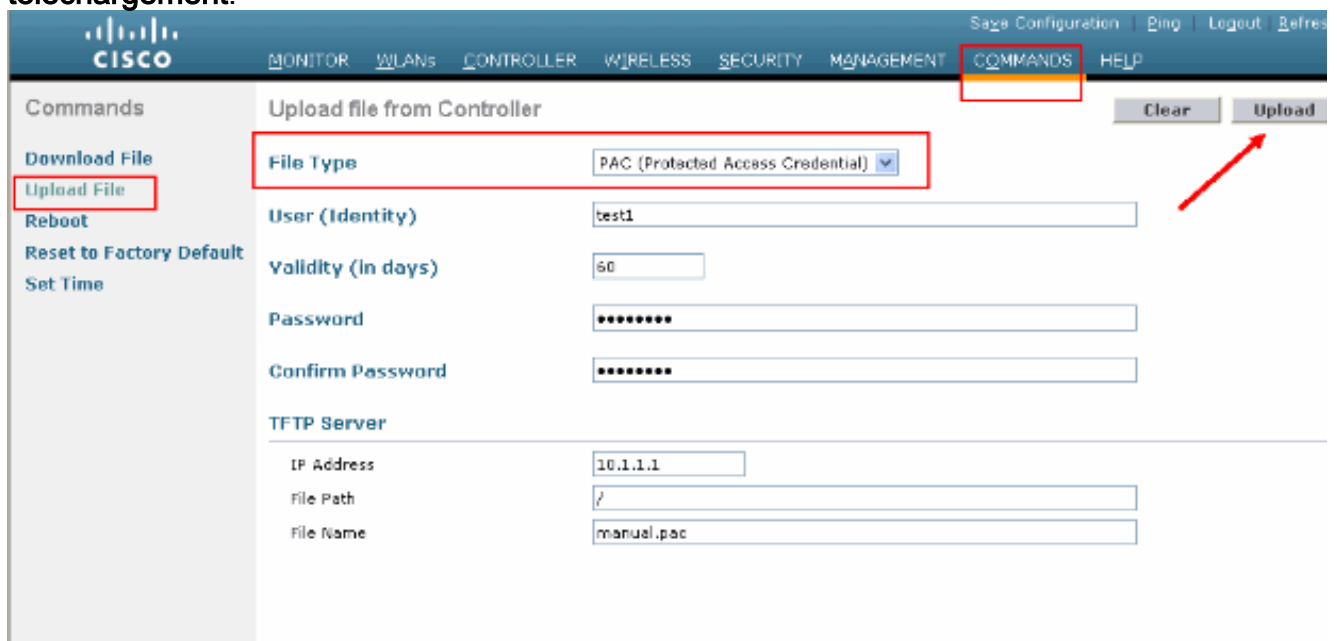 téléchargement.
Save Configuration | Ping | Logout | Refres
CISCO
MONITOR WLANs CONTROLLER WIRELESS SECURITY MANAGEMENT COMMANDS HELP
Commands
Download File
Upload File
Reboot
Reset to Factory Default
Set Time
Upload file from Controller
Clear
Upload
File Type PAC (Protected Access Credential)
User (Identity) test1
Validity (in days) 60
Password ••••••••
Confirm Password ••••••••
TFTP Server
IP Address 10.1.1.1
File Path /
File Name manual.pac